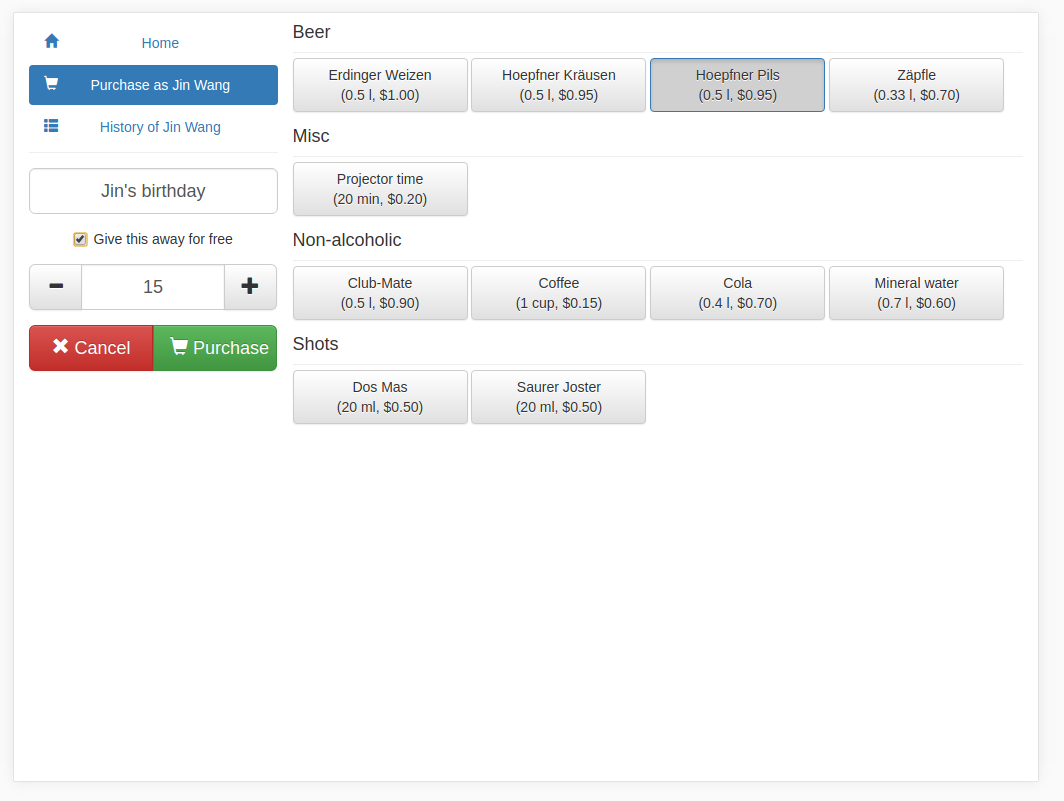 Home
Purchase as Jin Wang
History of Jin Wang
Jin's birthday
Give this away for free
15
Cancel
Purchase
Beer
Erdinger Weizen
(0.5 l, $1.00)
Hoepfner Kräusen
(0.5 l, $0.95)
Hoepfner Pils
(0.5 l, $0.95)
Zäpfle
(0.33 l, $0.70)
Misc
Projector time
(20 min, $0.20)
Non-alcoholic
Club-Mate
(0.5 l, $0.90)
Coffee
(1 cup, $0.15)
Cola
(0.4 l, $0.70)
Mineral water
(0.7 l, $0.60)
Shots
Dos Mas
(20 ml, $0.50)
Saurer Joster
(20 ml, $0.50)